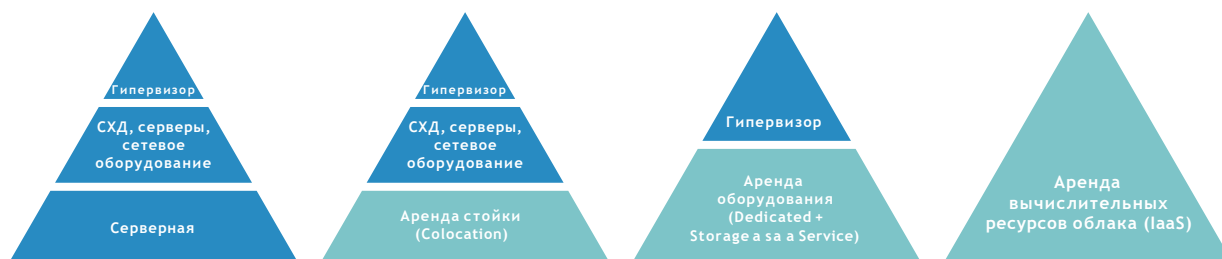 Гипервизор
СХД, серверы,
сетевое
оборудование
Серверная
Гипервизор
СХД, серверы,
сетевое
оборудование
Аренда стойки
(Colocation)
Гипервизор
Аренда
оборудования
(Dedicated +
Storage a sa a Service)
Аренда
вычислительных
ресурсов облака (IaaS)